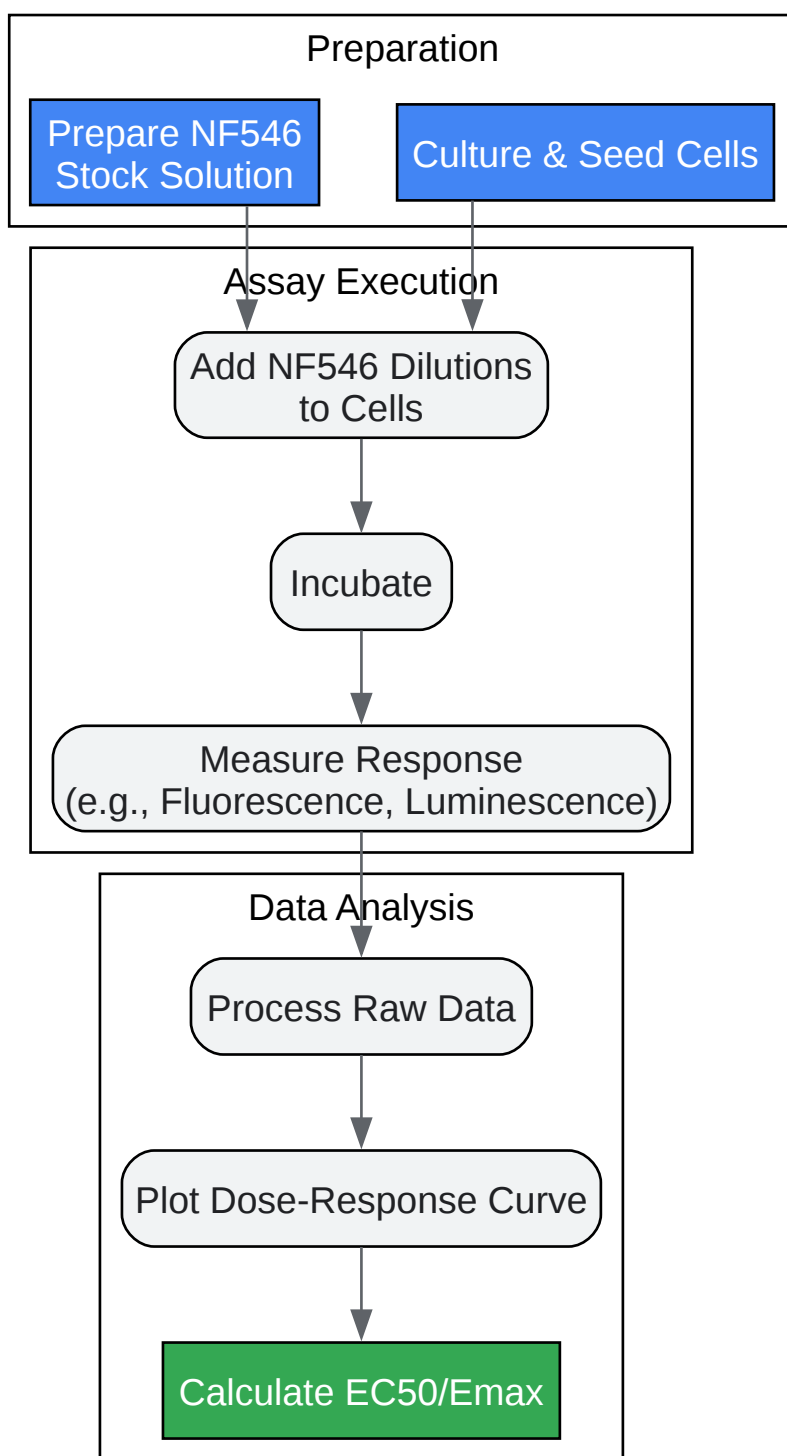 Preparation
Prepare NF546
Stock Solution
Culture & Seed Cells
Assay Execution
Add NF546 Dilutions
to Cells
Incubate
Measure Response
(e.g., Fluorescence, Luminescence)
Data Analysis
Process Raw Data
Plot Dose-Response Curve
Calculate EC50/Emax